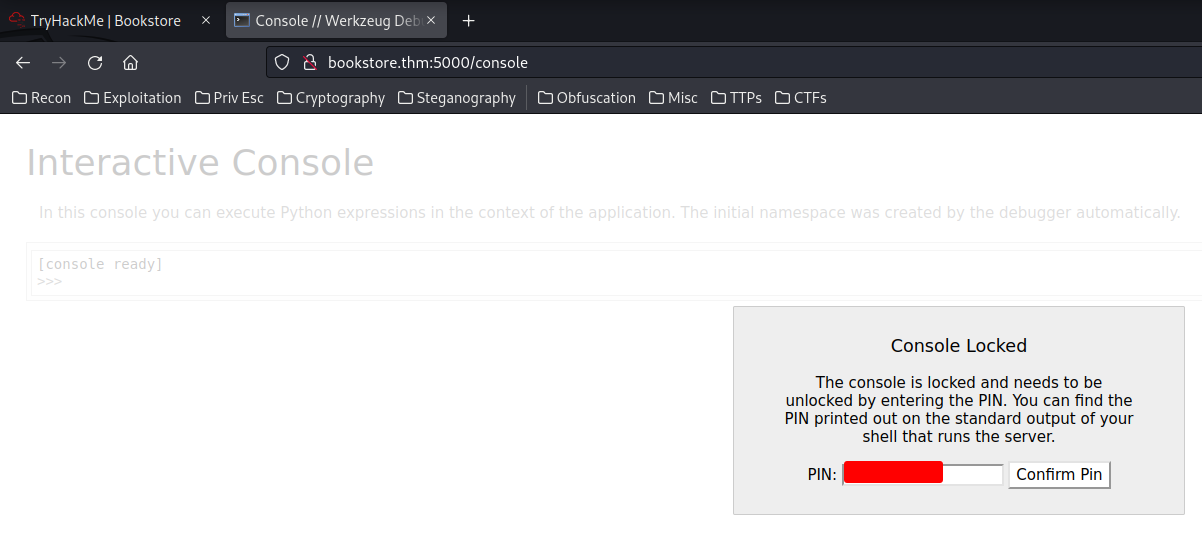 TryHackMe | Bookstore
Console // Werkzeug Deb
bookstore.thm:5000/console
Recon Exploitation Priv Esc Cryptography Steganography Obfuscation Misc TTPs CTFs
Interactive Console
In this console you can execute Python expressions in the context of the application. The initial namespace was created by the debugger automatically.
[console ready]
>>>
Console Locked
The console is locked and needs to be
unlocked by entering the PIN. You can find the
PIN printed out on the standard output of your
shell that runs the server.
PIN: Confirm Pin